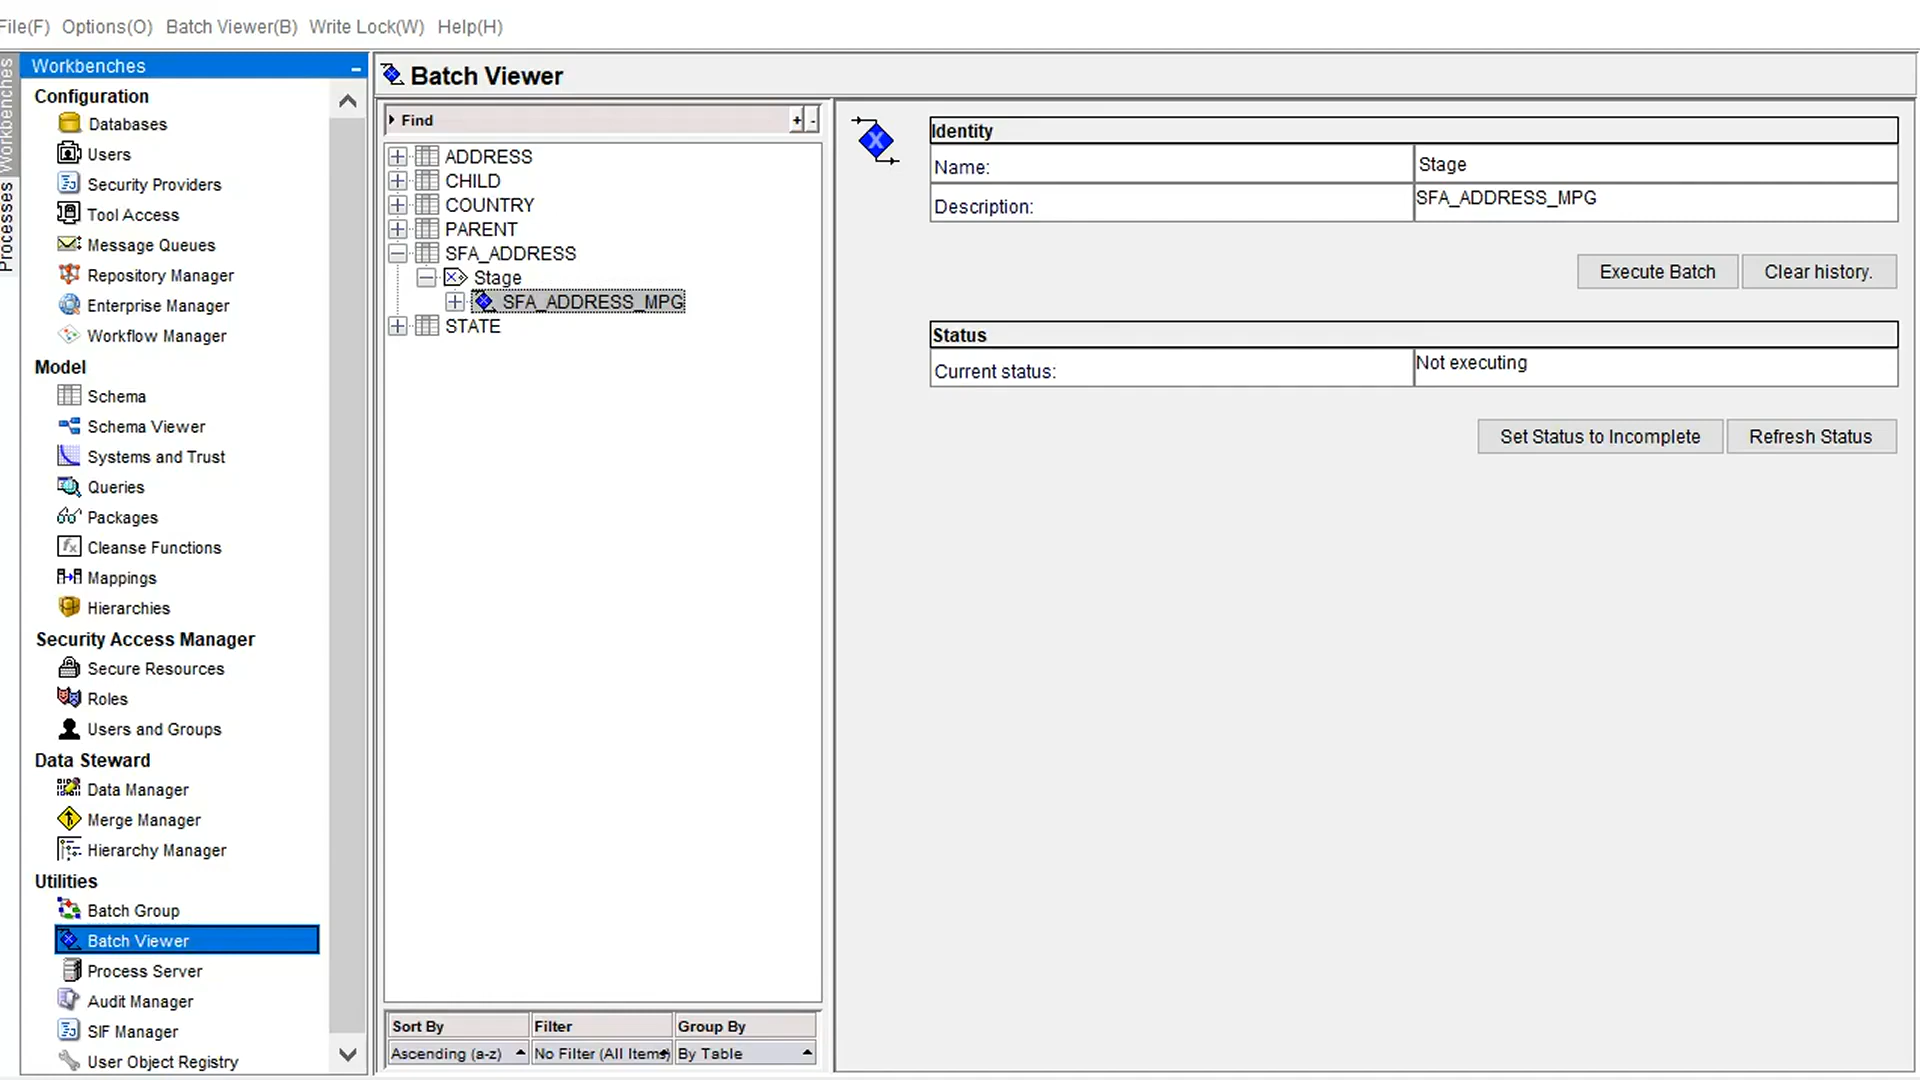 File(F) Options(O) Batch Viewer(B) Write Lock(W) Help(H)
Workbenches
Processes
Workbenches
Configuration
Databases
Users
Security Providers
Tool Access
Message Queues
Repository Manager
Enterprise Manager
Workflow Manager
Model
Schema
Schema Viewer
Systems and Trust
Queries
Packages
Cleanse Functions
Mappings
Hierarchies
Security Access Manager
Secure Resources
Roles
Users and Groups
Data Steward
Data Manager
Merge Manager
Hierarchy Manager
Utilities
Batch Group
Batch Viewer
Process Server
Audit Manager
SIF Manager
User Object Registry
Batch Viewer
Find
+ -
ADDRESS
CHILD
COUNTRY
PARENT
SFA_ADDRESS
Stage
SFA_ADDRESS_MPG
STATE
Sort By Filter Group By
Ascending (a-z) No Filter (All Items) By Table
Identity
Name: Stage
Description: SFA_ADDRESS_MPG
Execute Batch Clear history.
Status
Current status: Not executing
Set Status to Incomplete Refresh Status